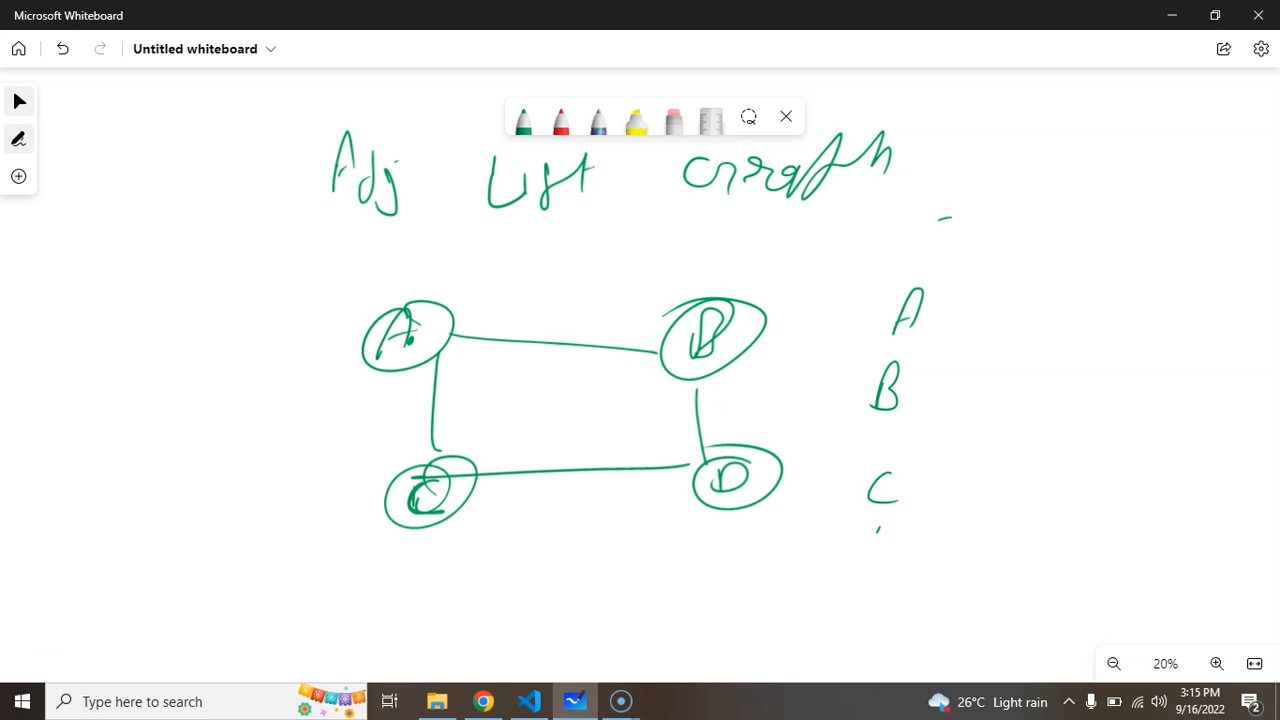 Microsoft Whiteboard
Untitled whiteboard
Adj List Graph
A B A
B
C D C
20%
Type here to search
26°C Light rain
3:15 PM
9/16/2022
2